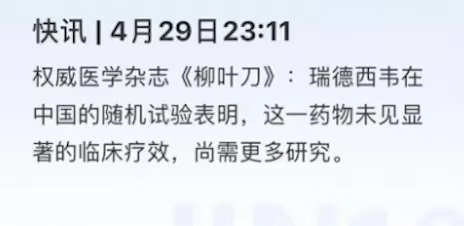 快讯 | 4月29日23:11
权威医学杂志《柳叶刀》：瑞德西韦在
中国的随机试验表明，这一药物未见显
著的临床疗效，尚需更多研究。